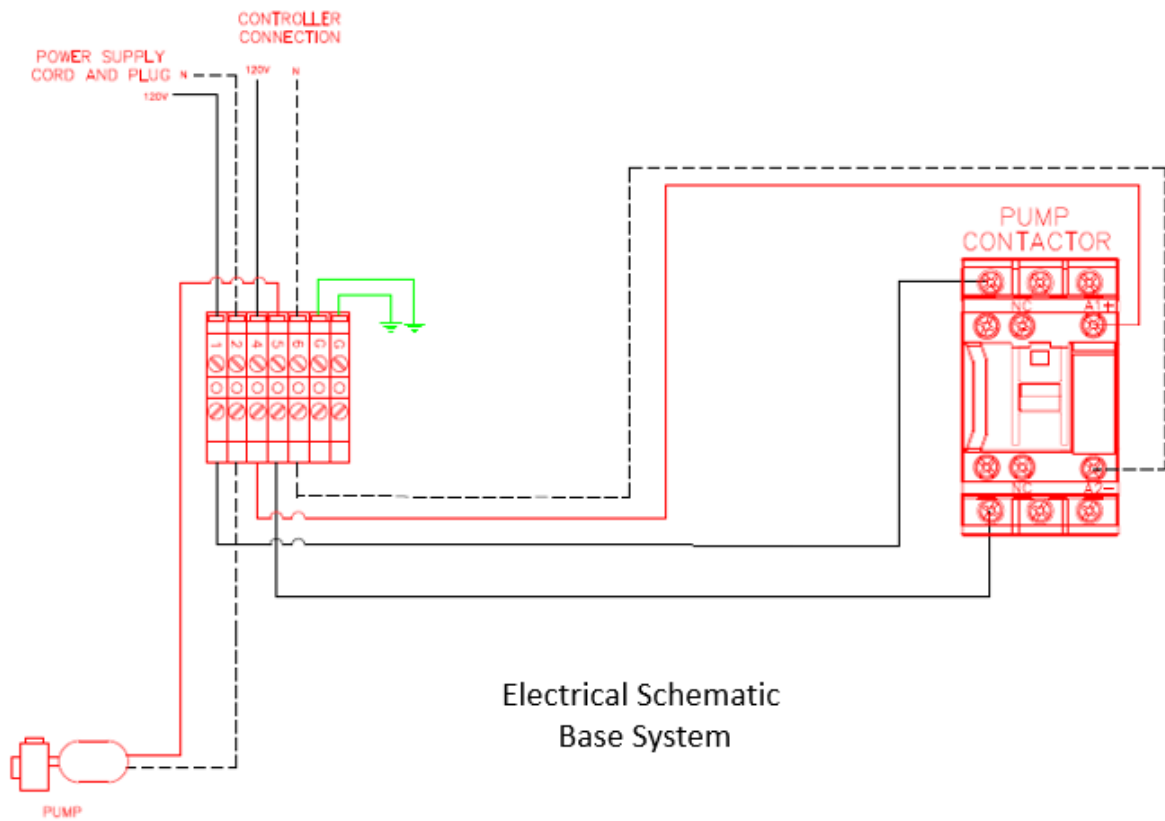 CONTROLLER
CONNECTION
POWER SUPPLY
CORD AND PLUG
N
120V
120V
N
PUMP
CONTACTOR
NC
A1+
1
2
4
5
6
G
G
NC
A2-
Electrical Schematic
Base System
PUMP